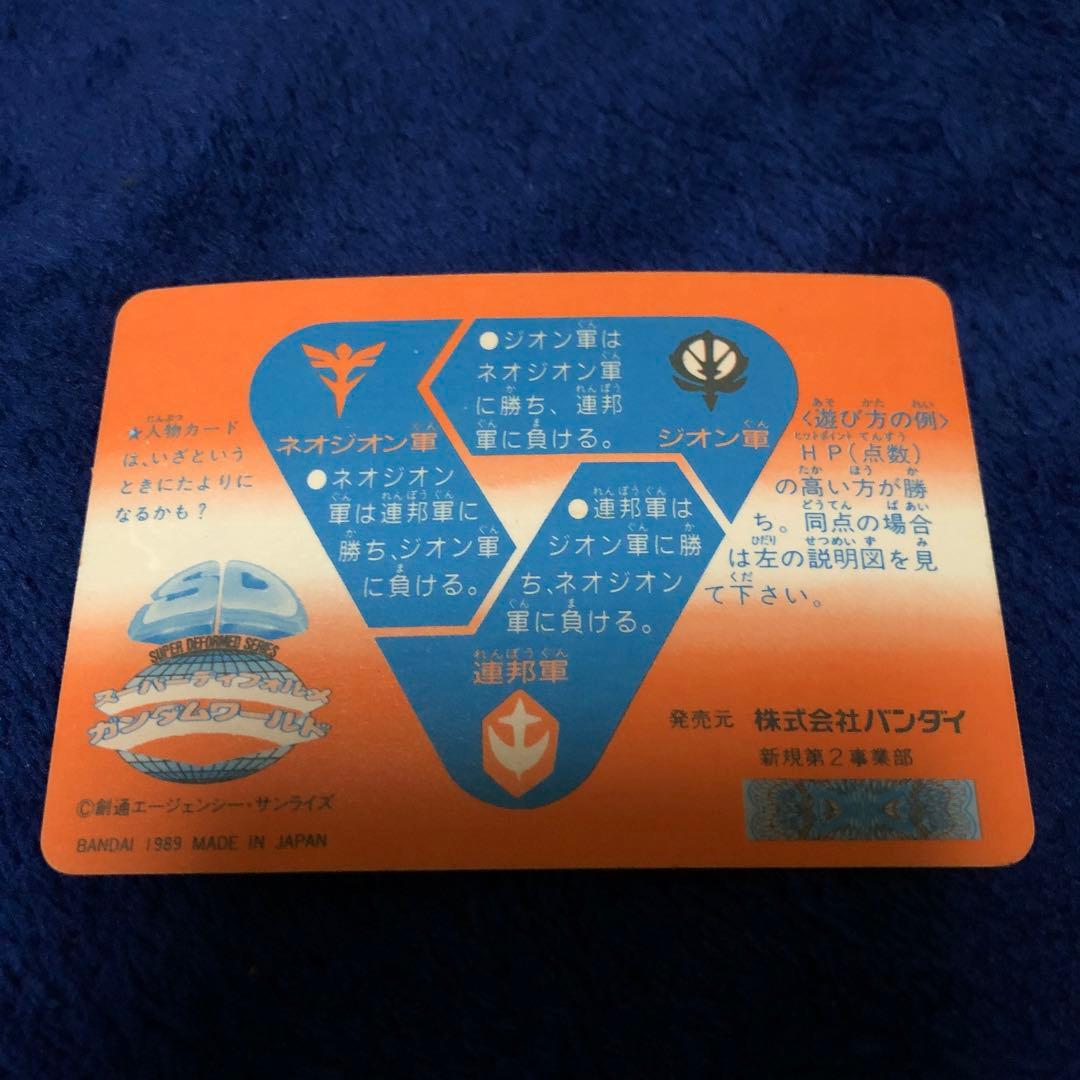 ネオジオン軍
●ネオジオン
軍は連邦軍に
勝ち、ジオン軍
に負ける。
●ジオン軍は
ネオジオン軍
に勝ち、連邦
軍に負ける。
ジオン軍
●連邦軍は
ジオン軍に勝
ち、ネオジオン
軍に負ける。
連邦軍
★人物カード
は、いざという
ときにたよりに
なるかも?
<遊び方の例>
HP(点数)
の高い方が勝
ち。同点の場合
は左の説明図を見
て下さい。
SUPER DEFORMED SERIES
スーパーディフォルメ
ガンダムワールド
©創通エージェンシー・サンライズ
BANDAI 1989 MADE IN JAPAN
発売元 株式会社バンダイ
新規第2事業部